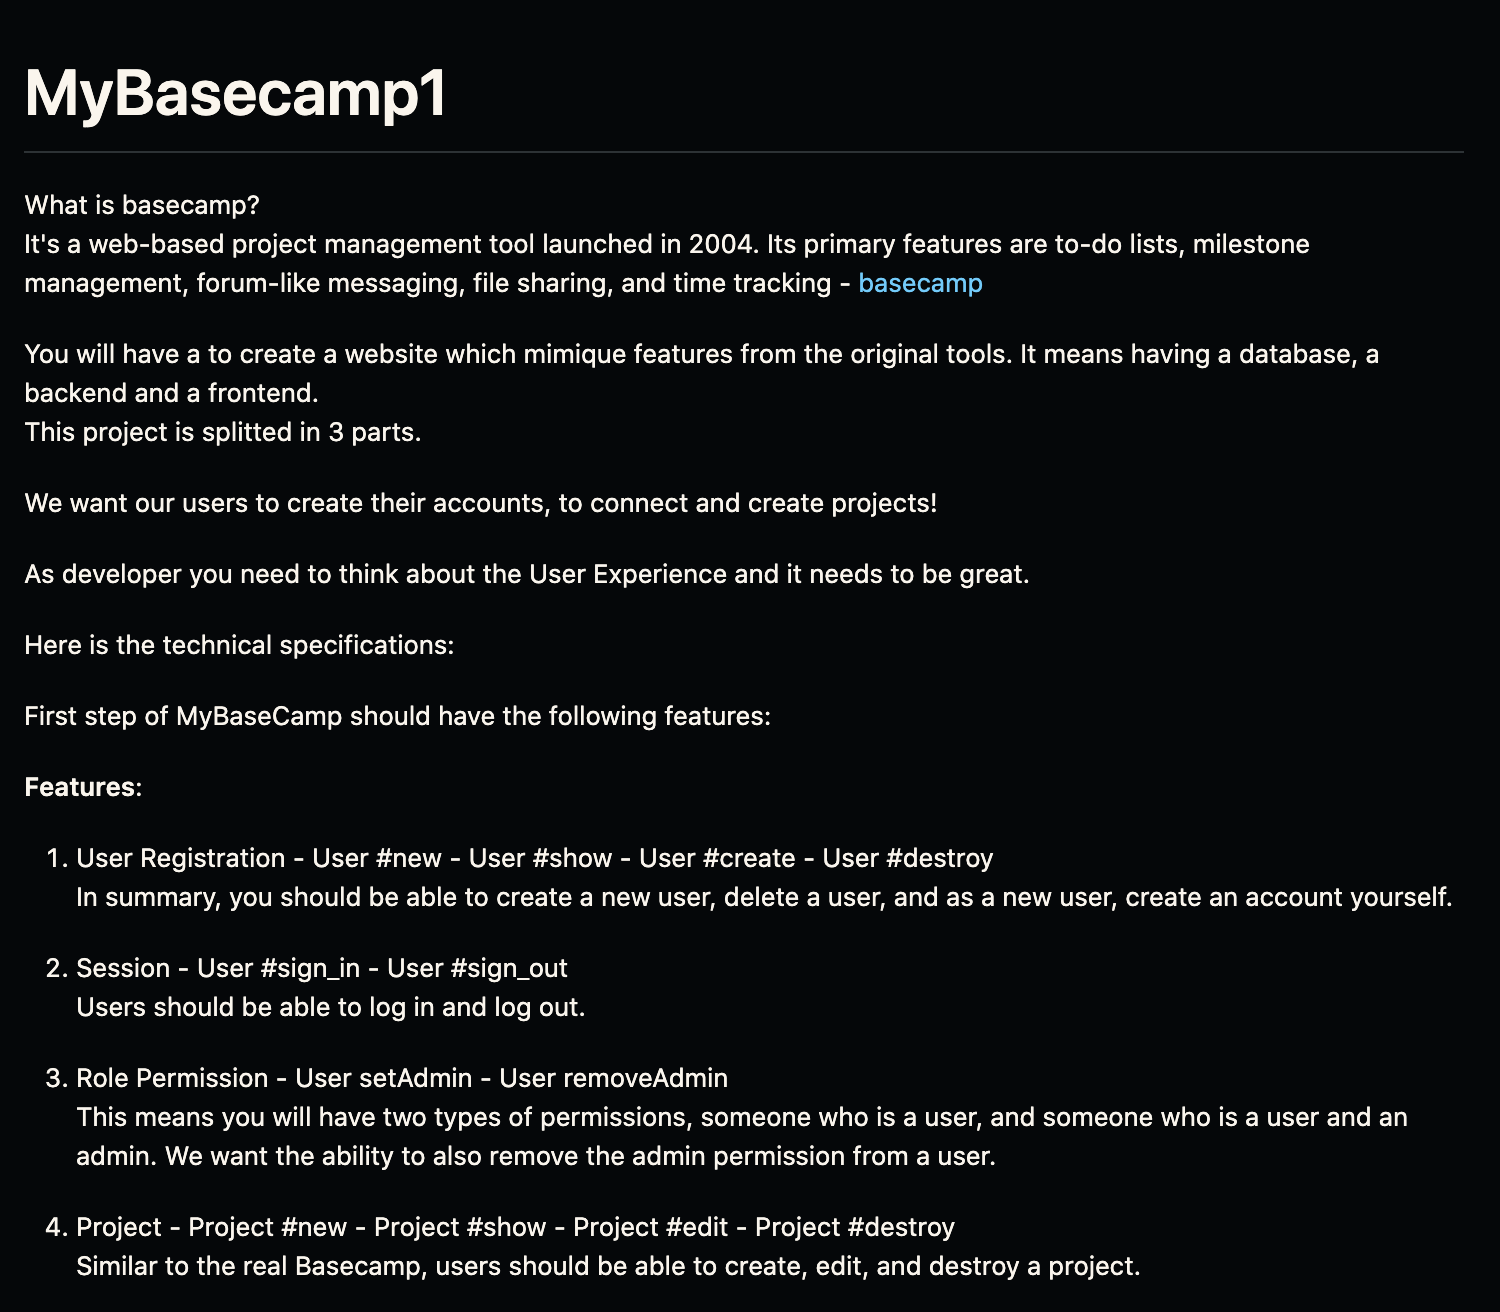 MyBasecamp1
What is basecamp?
It's a web-based project management tool launched in 2004. Its primary features are to-do lists, milestone
management, forum-like messaging, file sharing, and time tracking - basecamp
You will have a to create a website which mimique features from the original tools. It means having a database, a
backend and a frontend.
This project is splitted in 3 parts.
We want our users to create their accounts, to connect and create projects!
As developer you need to think about the User Experience and it needs to be great.
Here is the technical specifications:
First step of MyBaseCamp should have the following features:
Features:
1. User Registration - User #new - User #show - User #create - User #destroy
In summary, you should be able to create a new user, delete a user, and as a new user, create an account yourself.
2. Session - User #sign_in - User #sign_out
Users should be able to log in and log out.
3. Role Permission - User setAdmin - User removeAdmin
This means you will have two types of permissions, someone who is a user, and someone who is a user and an
admin. We want the ability to also remove the admin permission from a user.
4. Project - Project #new - Project #show - Project #edit - Project #destroy
Similar to the real Basecamp, users should be able to create, edit, and destroy a project.